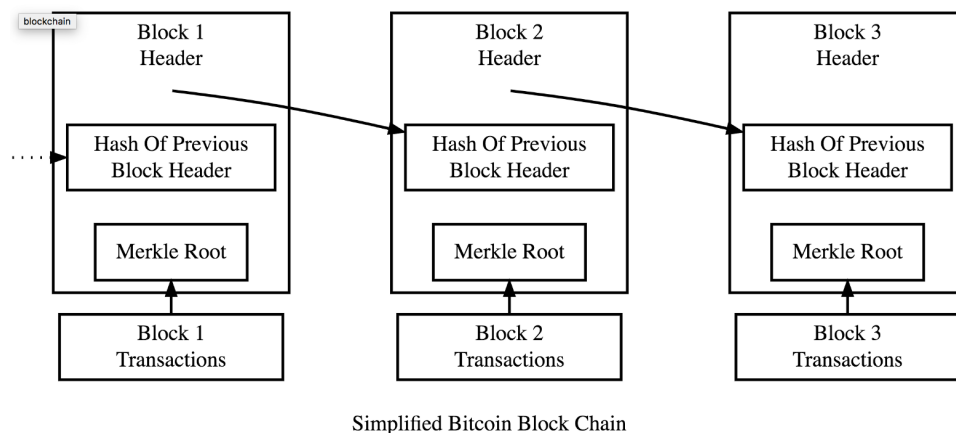 blockchain
Block 1
Header
Hash Of Previous
Block Header
Merkle Root
Block 1
Transactions
Block 2
Header
Hash Of Previous
Block Header
Merkle Root
Block 2
Transactions
Block 3
Header
Hash Of Previous
Block Header
Merkle Root
Block 3
Transactions
Simplified Bitcoin Block Chain